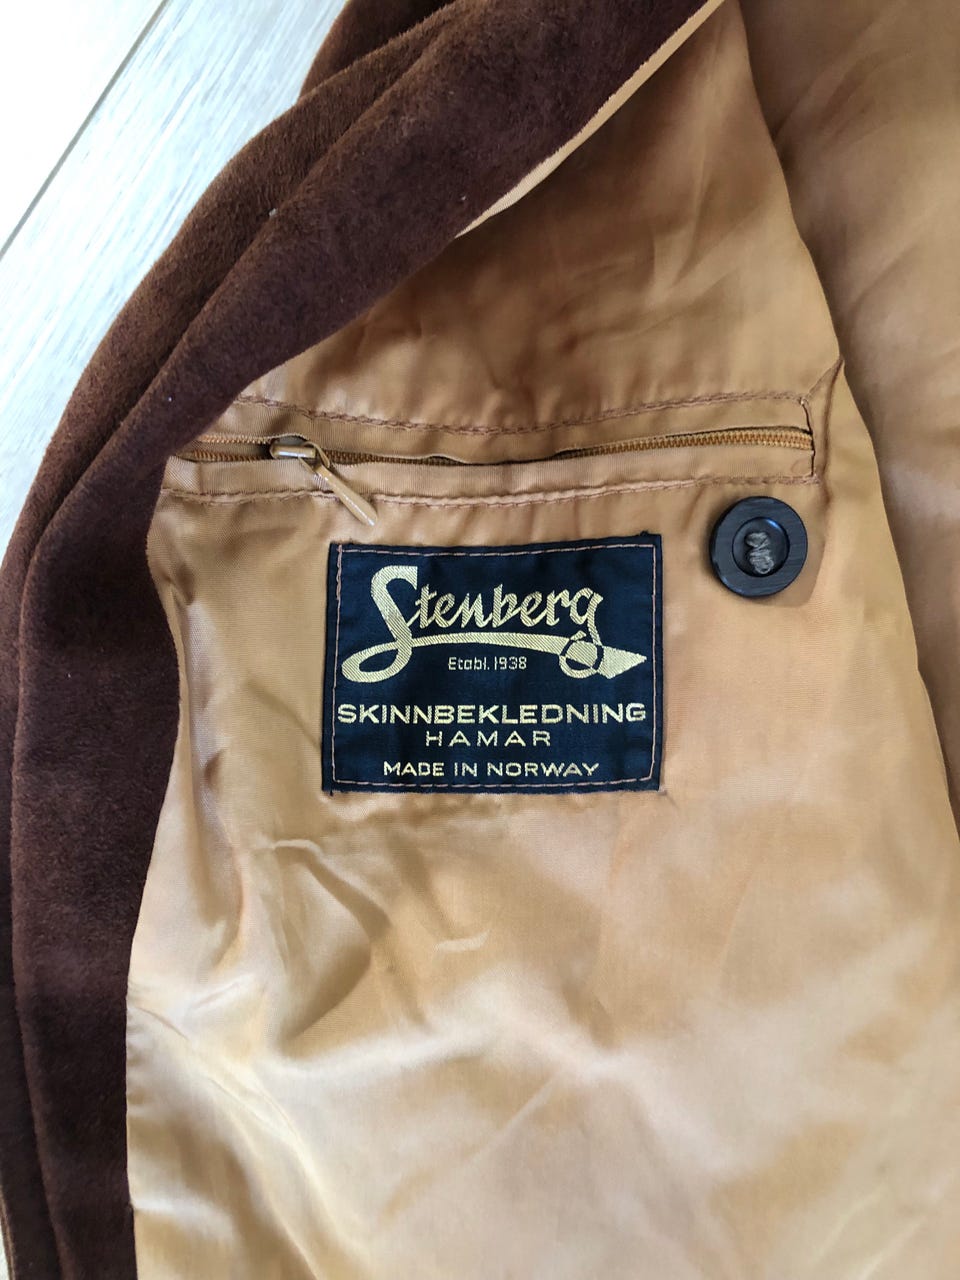 Stenberg
Etabl. 1938
SKINNBEKLEDNING
HAMAR
MADE IN NORWAY